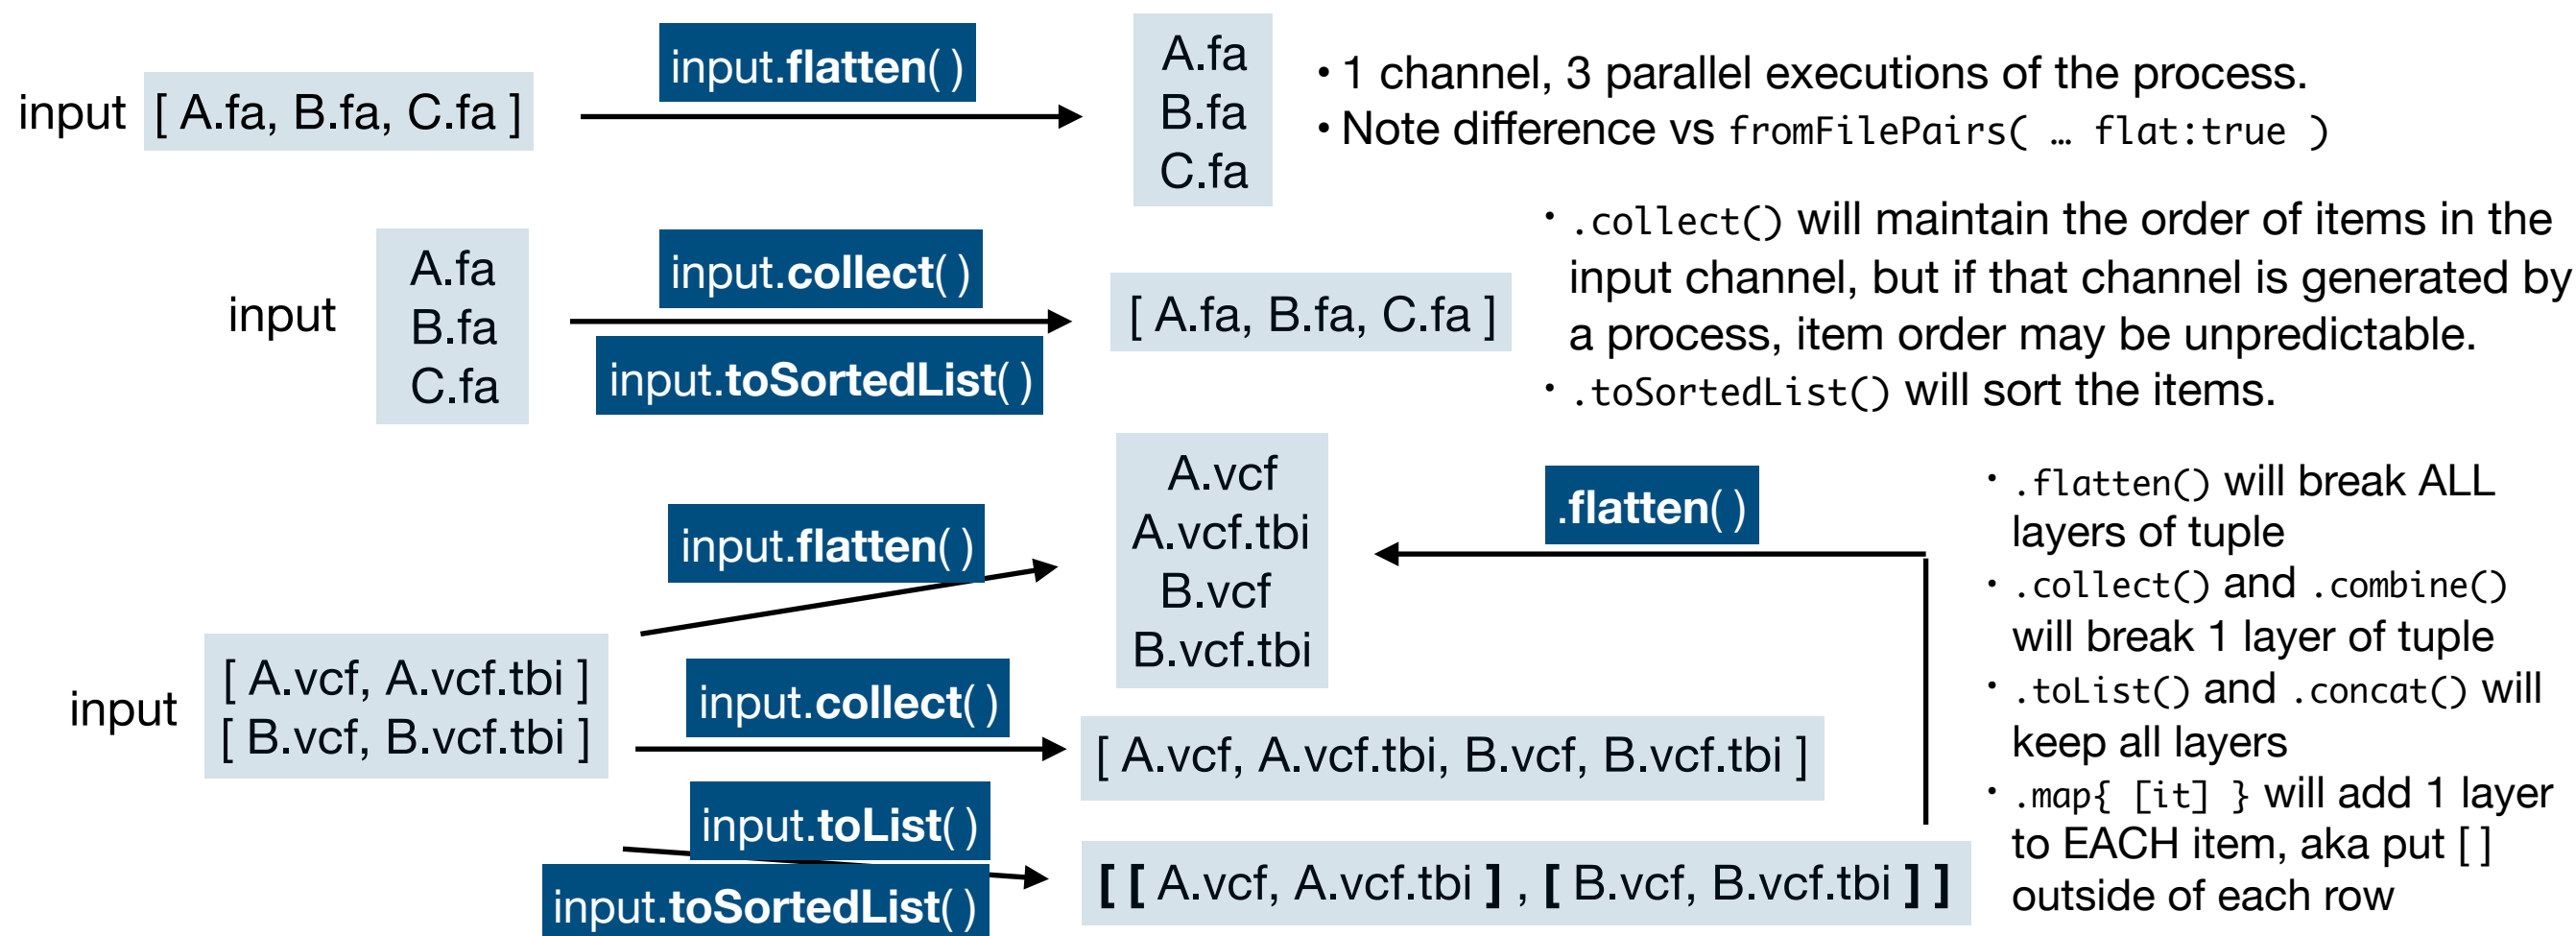 input.flatten()
input [ A.fa, B.fa, C.fa ]
A.fa
B.fa
C.fa
• 1 channel, 3 parallel executions of the process.
• Note difference vs fromFilePairs( … flat:true )
input
A.fa
B.fa
C.fa
input.collect()
input.toSortedList()
[ A.fa, B.fa, C.fa ]
• .collect() will maintain the order of items in the
input channel, but if that channel is generated by
a process, item order may be unpredictable.
• .toSortedList() will sort the items.
input
[ A.vcf, A.vcf.tbi ]
[ B.vcf, B.vcf.tbi ]
input.flatten()
A.vcf
A.vcf.tbi
B.vcf
B.vcf.tbi
.flatten()
input.collect()
[ A.vcf, A.vcf.tbi, B.vcf, B.vcf.tbi ]
input.toList()
input.toSortedList()
[ [ A.vcf, A.vcf.tbi ] , [ B.vcf, B.vcf.tbi ] ]
• .flatten() will break ALL
layers of tuple
• .collect() and .combine()
will break 1 layer of tuple
• .toList() and .concat() will
keep all layers
• .map{ [it] } will add 1 layer
to EACH item, aka put [ ]
outside of each row